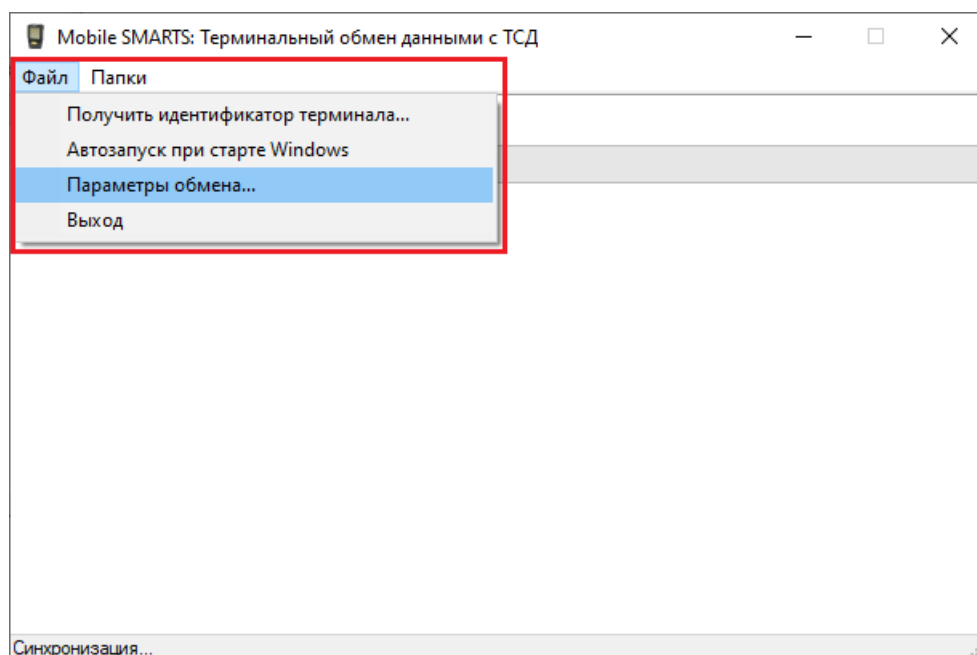 Mobile SMARTS: Терминальный обмен данными с ТСД
Файл Папки
Получить идентификатор терминала...
Автозапуск при старте Windows
Параметры обмена...
Выход
Синхронизация...